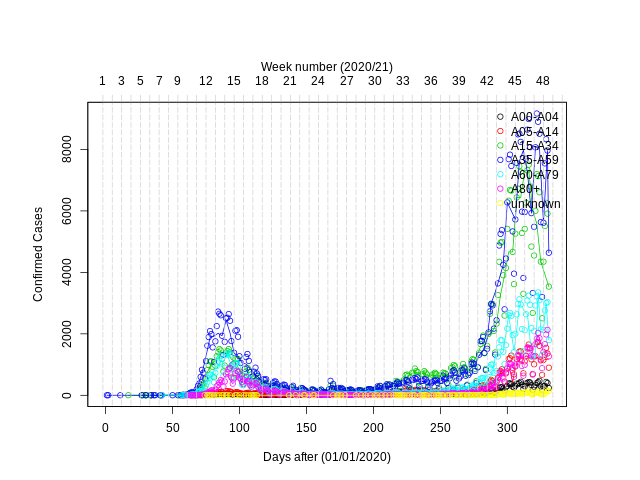 Week number (2020/21)
1 3 5 7 9 12 15 18 21 24 27 30 33 36 39 42 45 48
A00-A04
A05-A14
A15-A34
A35-A59
A60-A79
A80+
unknown
Confirmed Cases
8000
6000
4000
2000
0
0 50 100 150 200 250 300
Days after (01/01/2020)